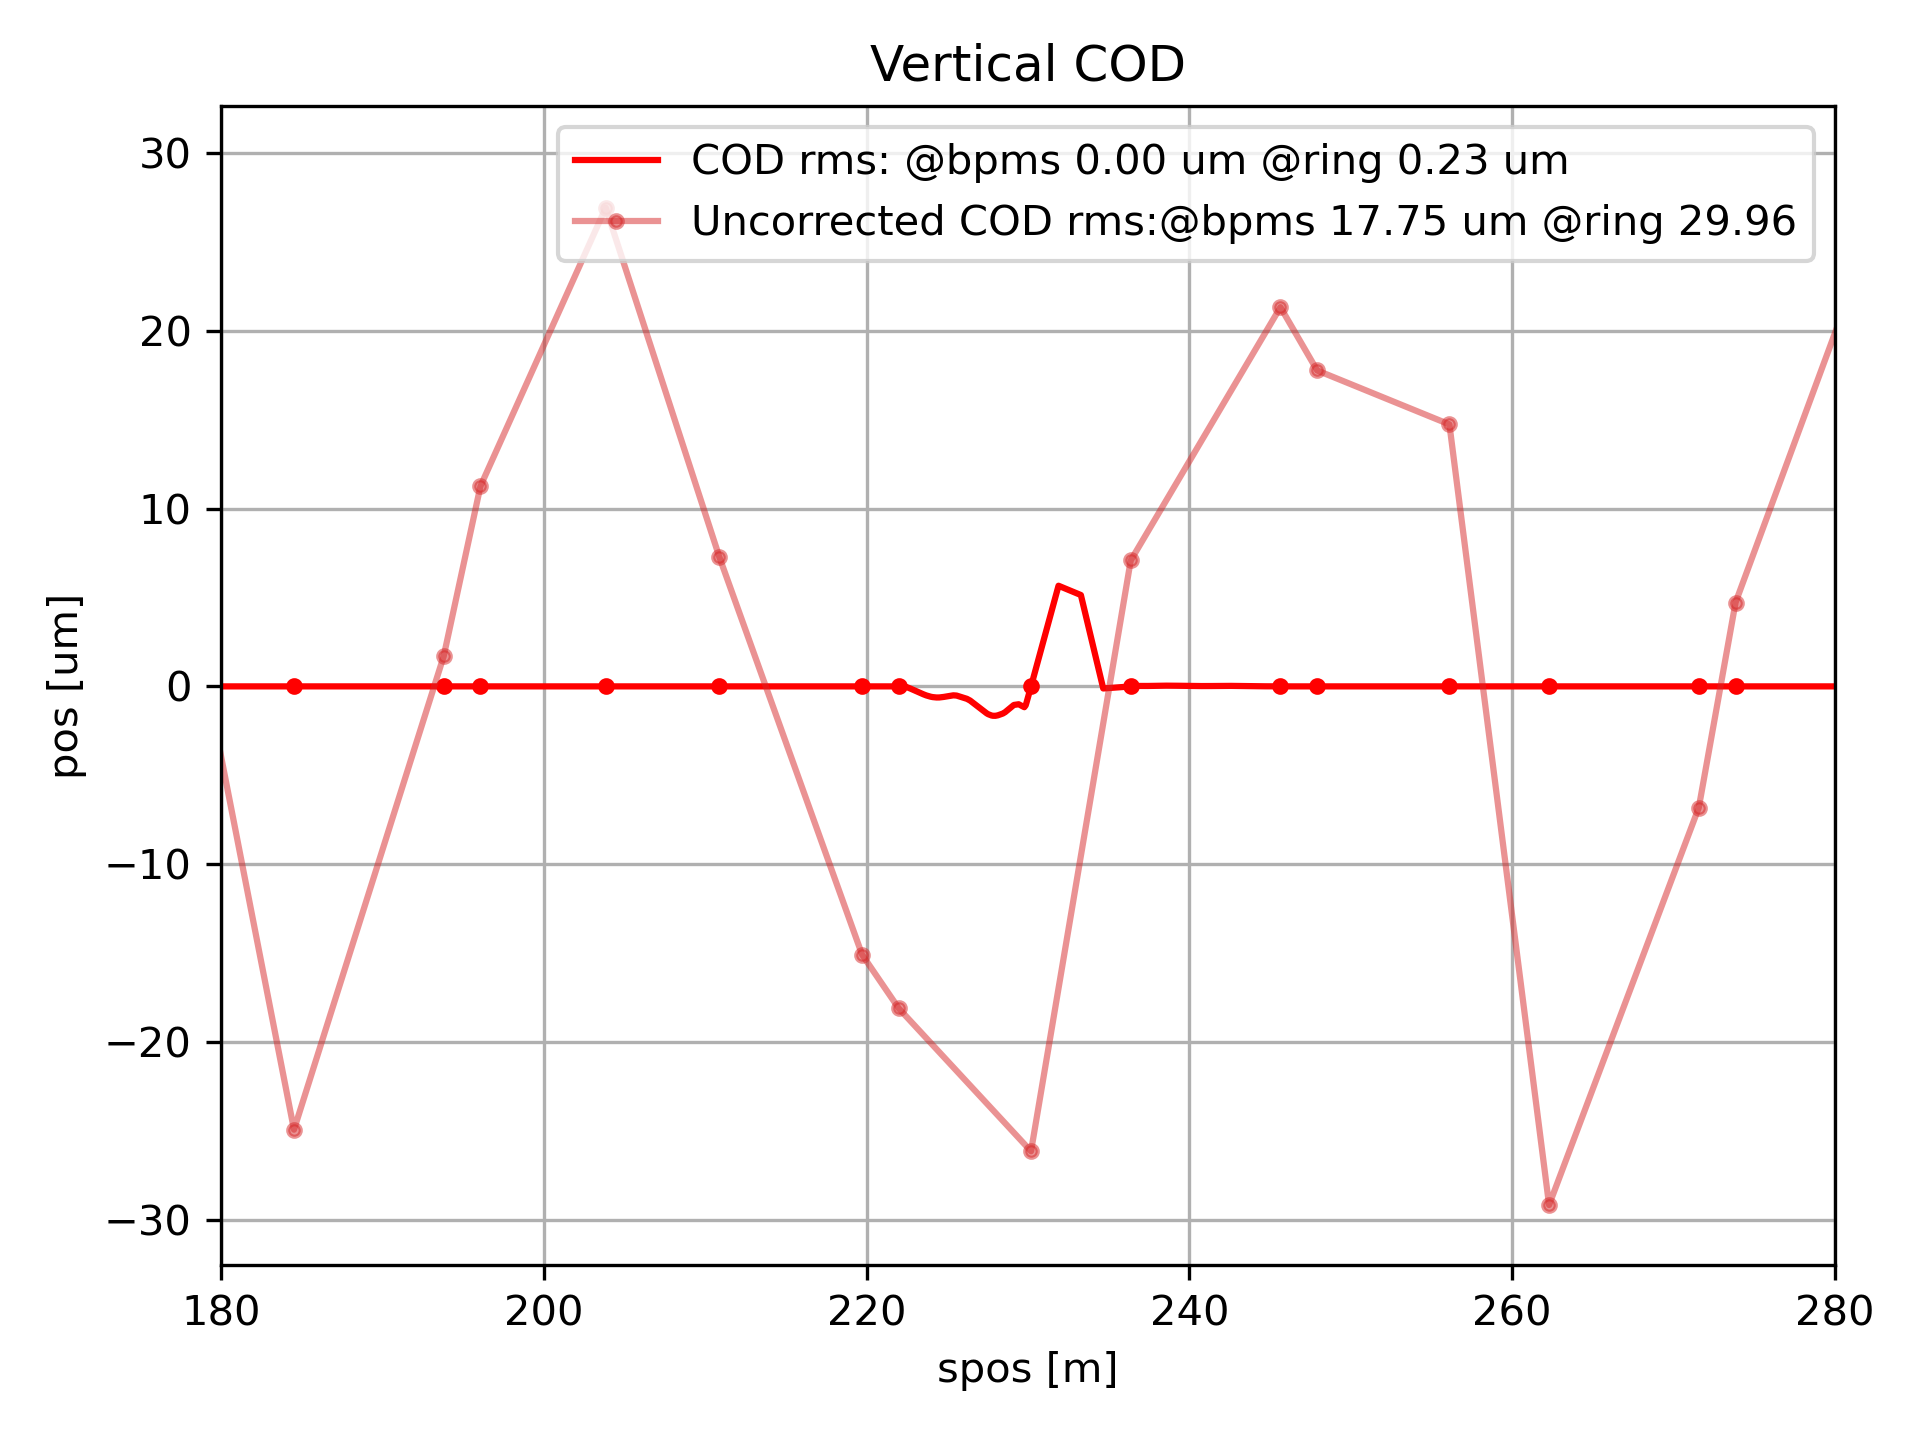 Vertical COD
COD rms: @bpms 0.00 um @ring 0.23 um
Uncorrected COD rms:@bpms 17.75 um @ring 29.96
30
20
10
0
−10
−20
−30
pos [um]
180 200 220 240 260 280
spos [m]